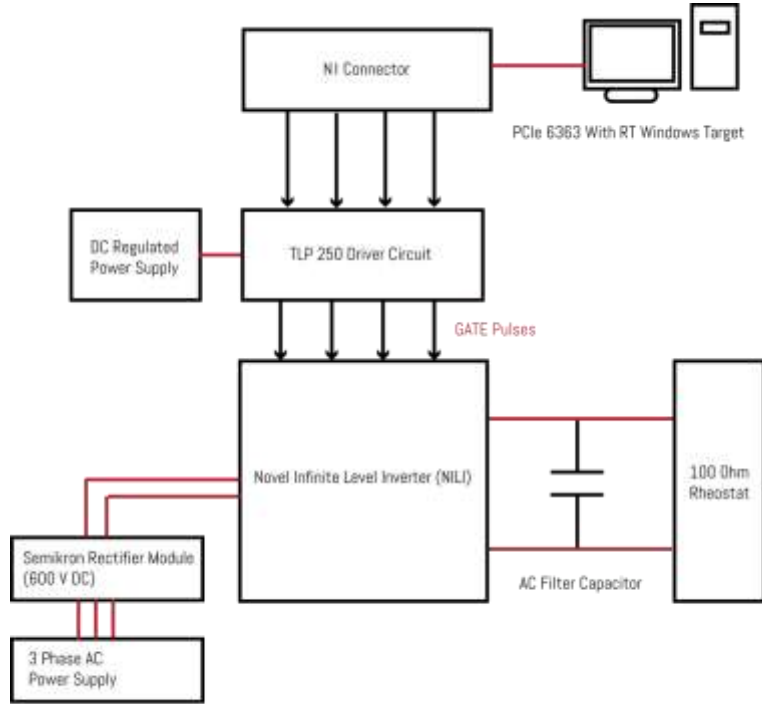 NI Connector
PCIe 6363 With RT Windows Target
DC Regulated
Power Supply
TLP 250 Driver Circuit
GATE Pulses
Novel Infinite Level Inverter (NILI)
100 Ohm
Rheostat
Semikron Rectifier Module
(600 V DC)
AC Filter Capacitor
3 Phase AC
Power Supply